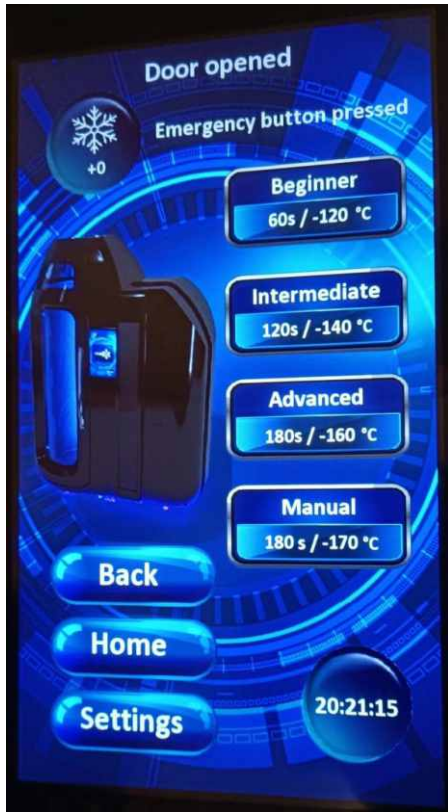 Door opened
+0
Emergency button pressed
Beginner
60s / -120 °C
Intermediate
120s / -140 °C
Advanced
180s / -160 °C
Manual
180 s / -170 °C
Back
Home
Settings
20:21:15